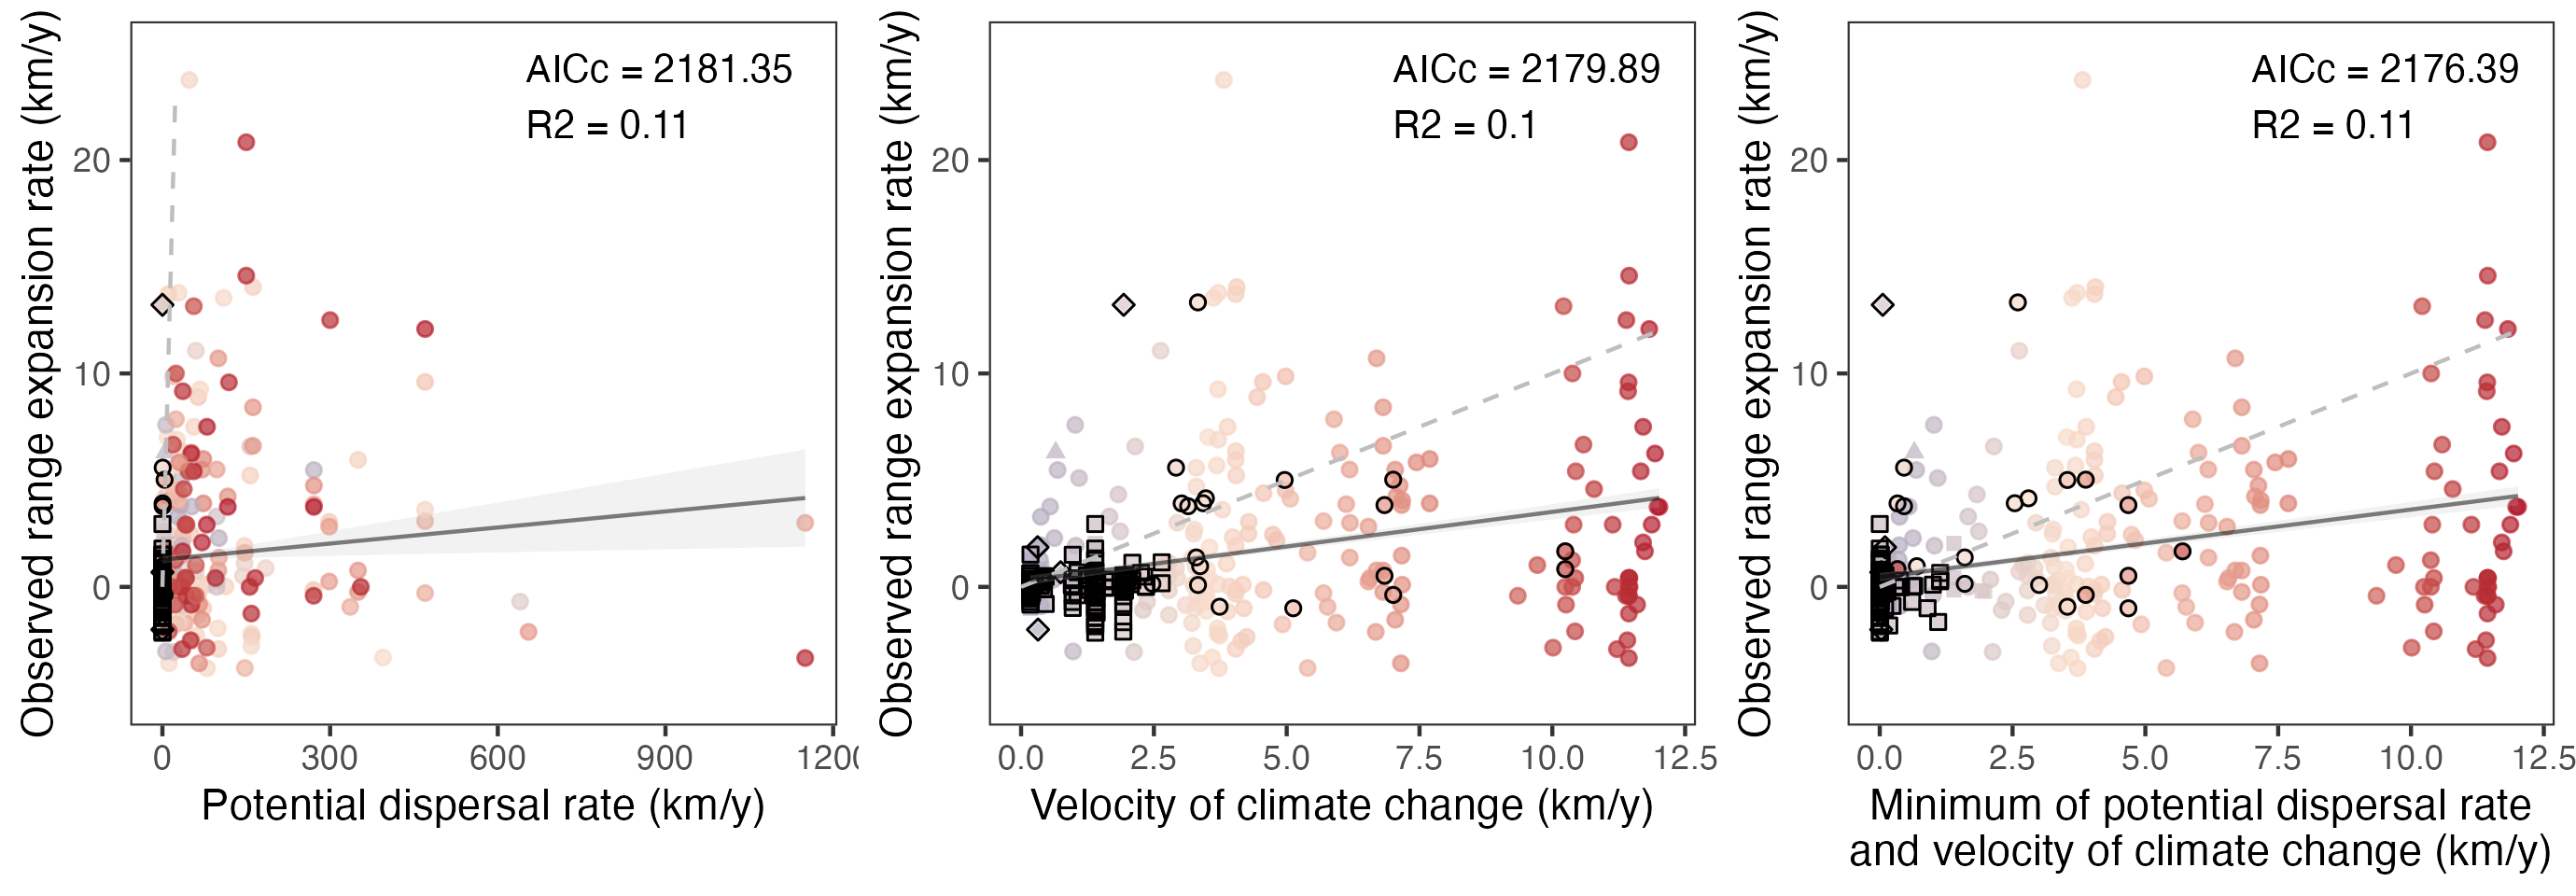 Observed range expansion rate (km/y)
20
10
0
AICc = 2181.35
R2 = 0.11
0 300 600 900 120
Potential dispersal rate (km/y)
Observed range expansion rate (km/y)
20
10
0
AICc = 2179.89
R2 = 0.1
0.0 2.5 5.0 7.5 10.0 12.5
Velocity of climate change (km/y)
Observed range expansion rate (km/y)
20
10
0
AICc = 2176.39
R2 = 0.11
0.0 2.5 5.0 7.5 10.0 12.5
Minimum of potential dispersal rate
and velocity of climate change (km/y)